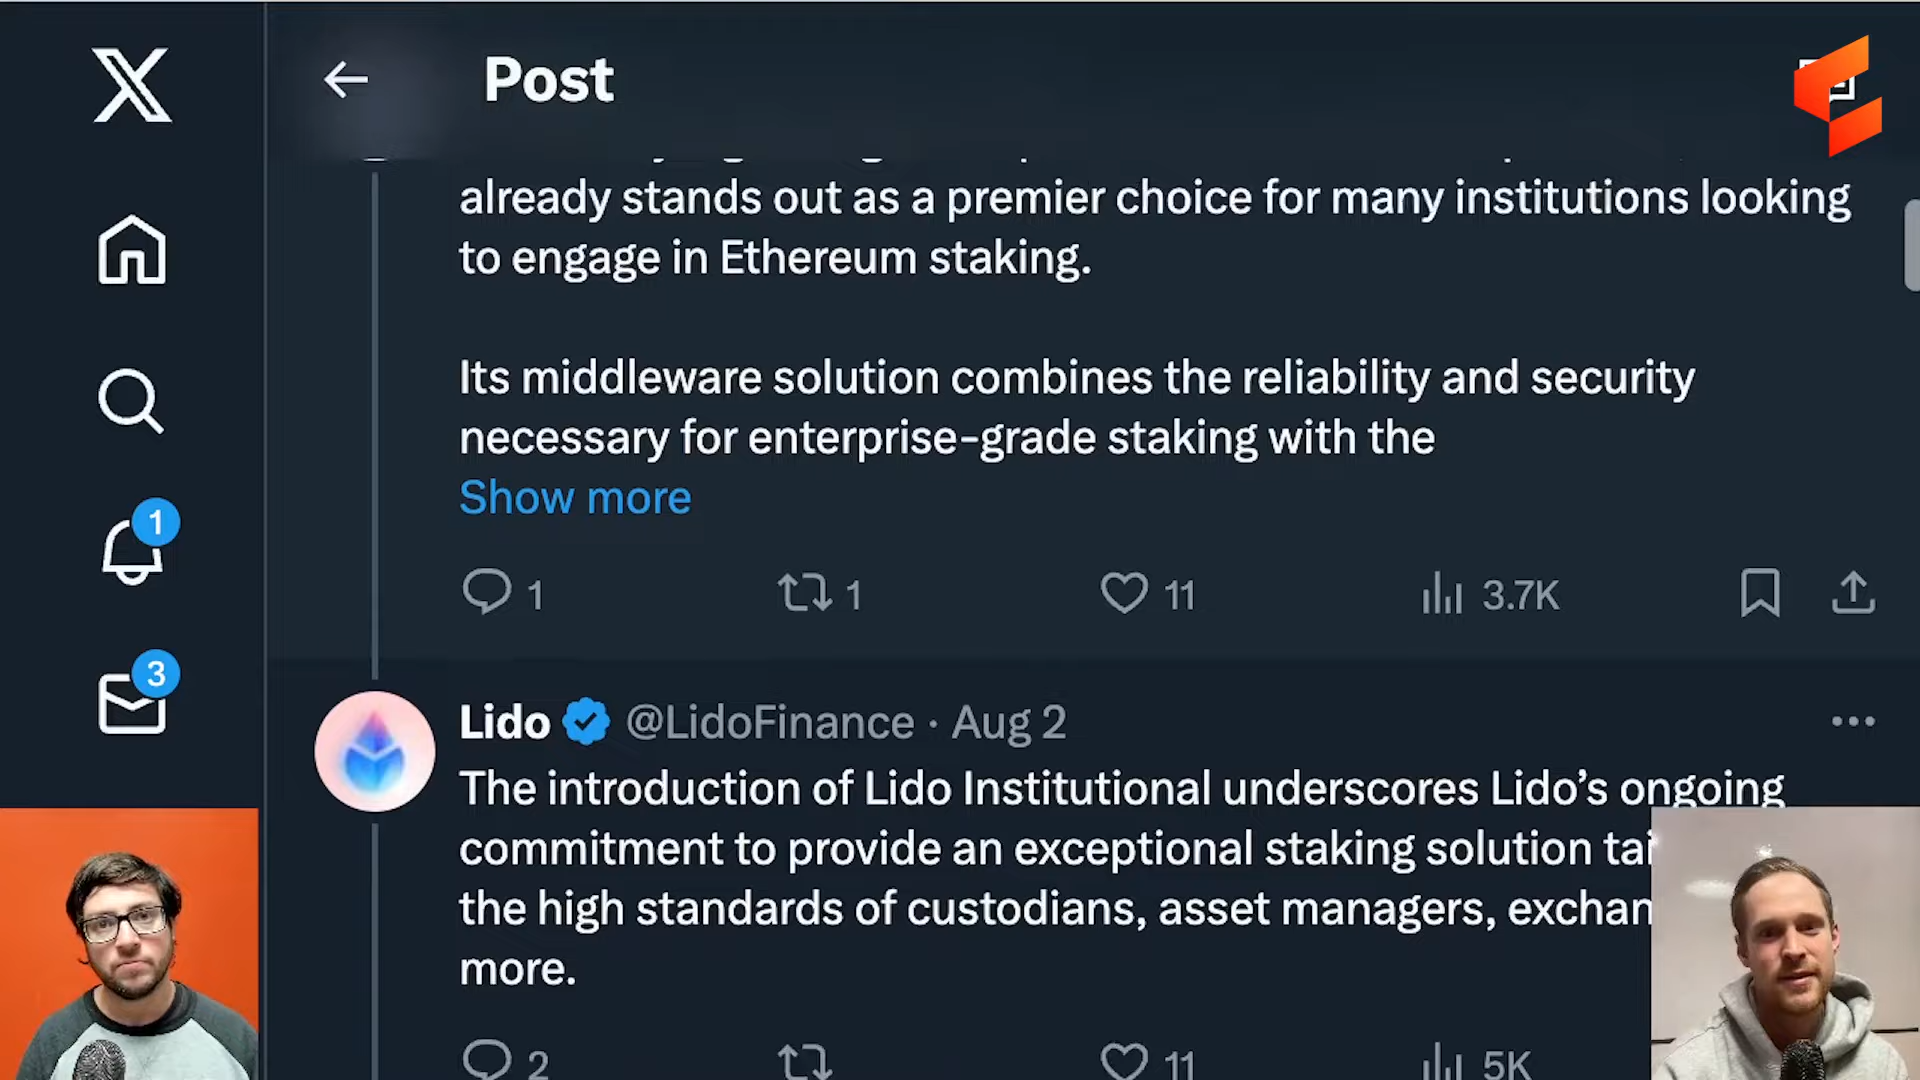 Post
already stands out as a premier choice for many institutions looking
to engage in Ethereum staking.
Its middleware solution combines the reliability and security
necessary for enterprise-grade staking with the
Show more
1
1
1
11
3.7K
3
Lido @LidoFinance · Aug 2
The introduction of Lido Institutional underscores Lido’s ongoing
commitment to provide an exceptional staking solution
the high standards of custodians, asset managers,
more.
2
11
5K